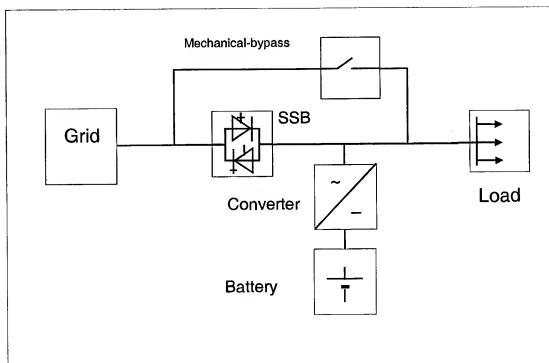 Mechanical-bypass
Grid
SSB
Load
Converter
Battery